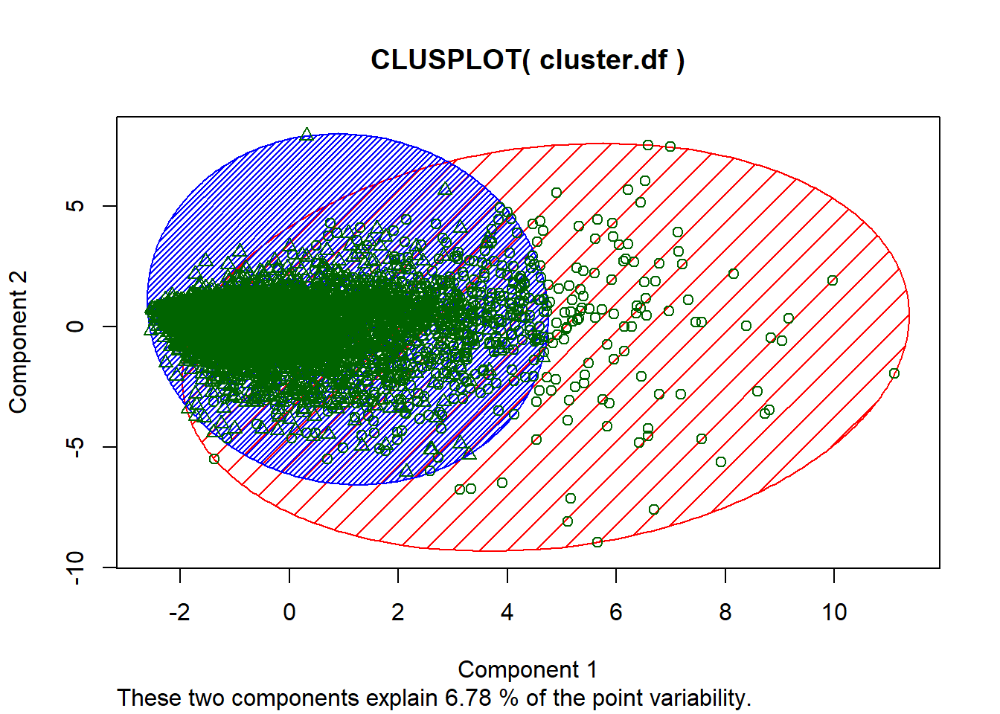 CLUSPLOT( cluster.df )
Component 2
5
0
-5
-10
-2 0 2 4 6 8 10
Component 1
These two components explain 6.78 % of the point variability.